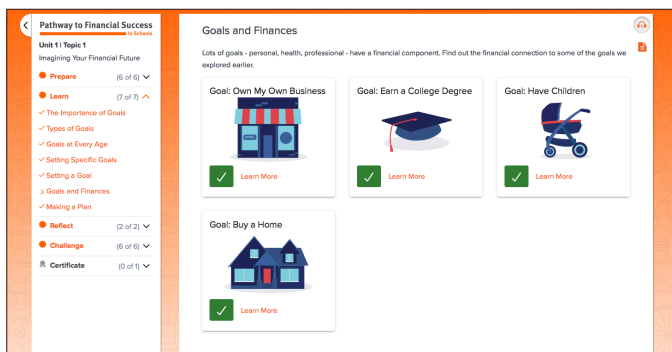 Pathway to Financial Success
in Schools
Unit 1 | Topic 1
Imagining Your Financial Future
Prepare (6 of 6)
Learn (7 of 7)
The Importance of Goals
Types of Goals
Goals at Every Age
Setting Specific Goals
Setting a Goal
Goals and Finances
Making a Plan
Reflect (2 of 2)
Challenge (6 of 6)
Certificate (0 of 1)
Goals and Finances
Lots of goals - personal, health, professional - have a financial component. Find out the financial connection to some of the goals we
explored earlier.
Goal: Own My Own Business
Learn More
Goal: Earn a College Degree
Learn More
Goal: Have Children
Learn More
Goal: Buy a Home
Learn More